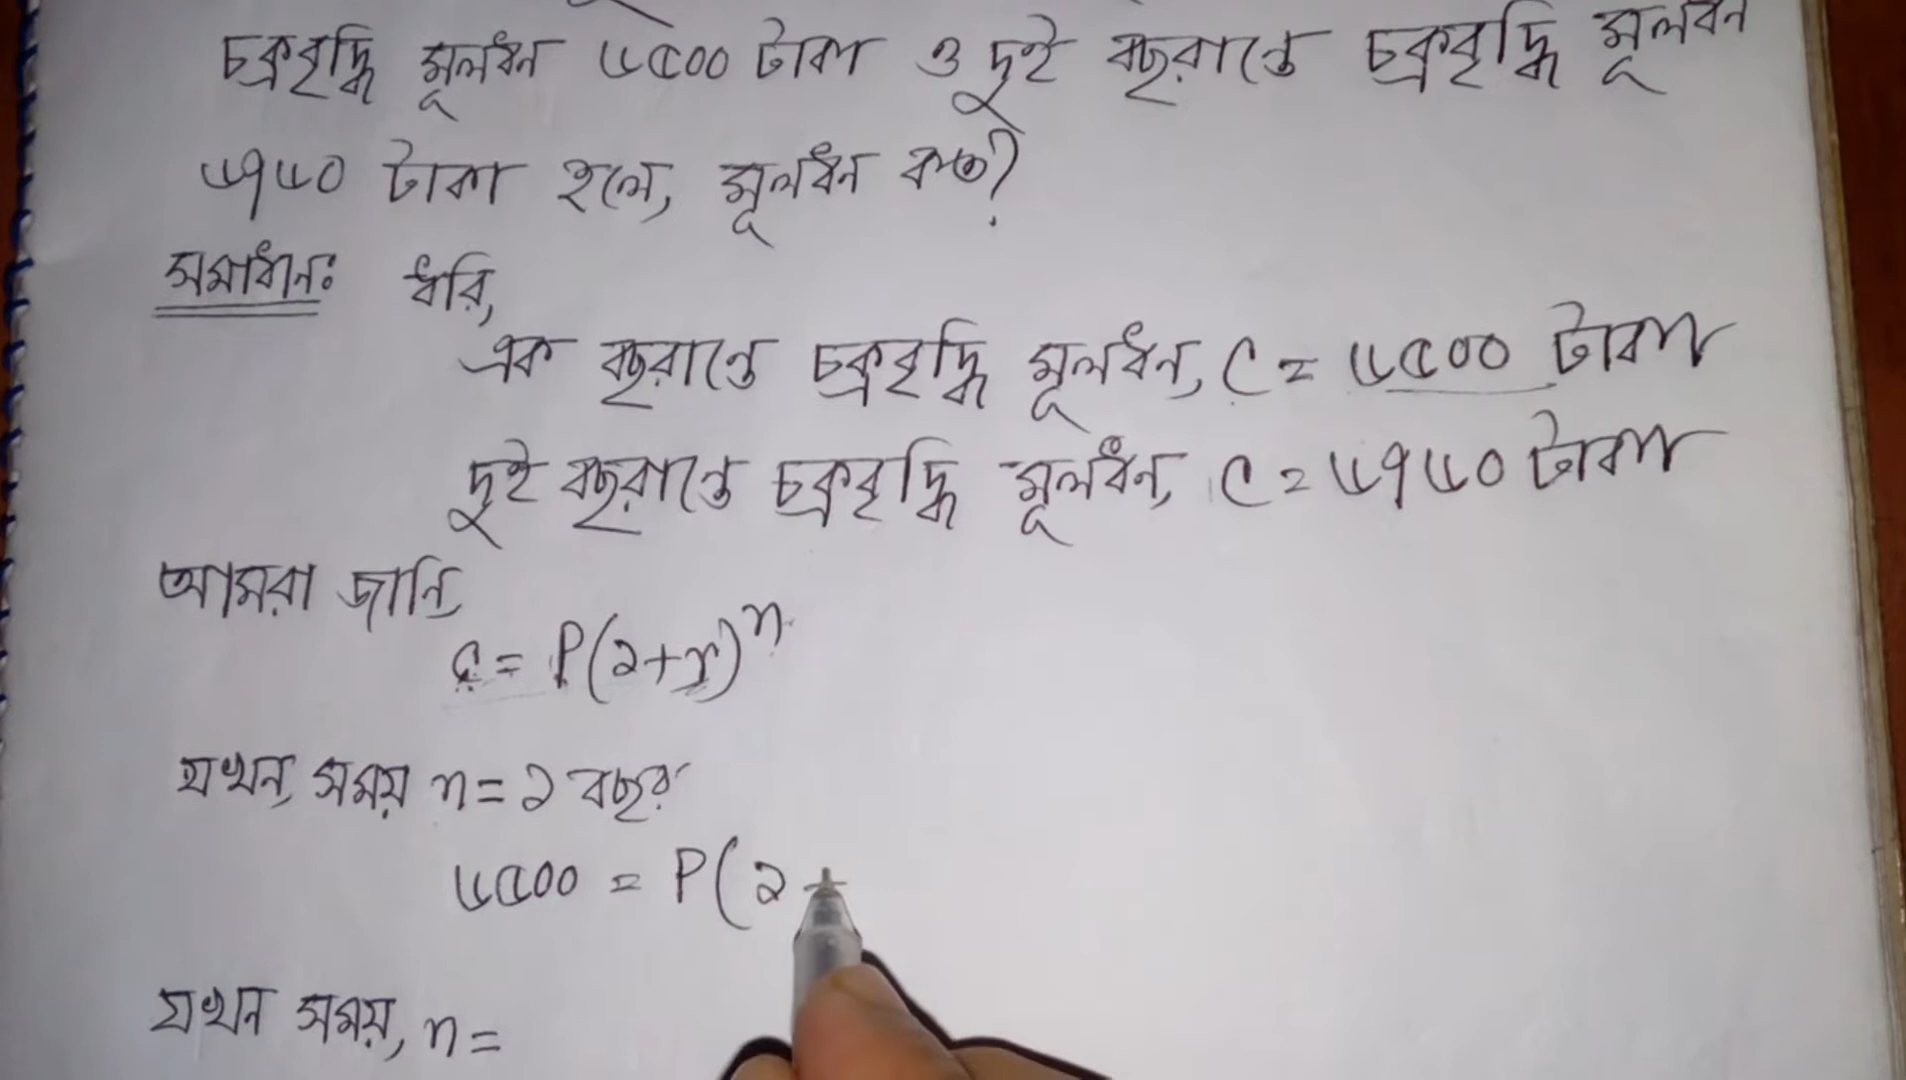 চক্রবৃদ্ধি মূলধন ৬৫০০ টাকা ও দুই বছরান্তে চক্রবৃদ্ধি মূলধন
৬৭৬০ টাকা হলে, মূলধন কত?
সমাধানঃ ধরি,
এক বছরান্তে চক্রবৃদ্ধি মূলধন, C = ৬৫০০ টাকা
দুই বছরান্তে চক্রবৃদ্ধি মূলধন, C = ৬৭৬০ টাকা
আমরা জানি,
C = P(১+r)^n
যখন, সময় n = ১ বছর
৬৫০০ = P(১ +
যখন সময়, n =